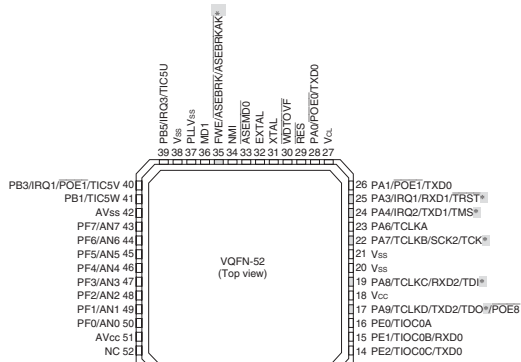 PB5/IRQ3/TIC5U
Vss
PLLVss
MD1
FWE/ASEBRK/ASEBRKAK*
NMI
ASEMD0
EXTAL
XTAL
WDTOVF
RES
PA0/POE0/TXD0
VCL
39 38 37 36 35 34 33 32 31 30 29 28 27
PB3/IRQ1/POE1/TIC5V 40
PB1/TIC5W 41
AVss 42
PF7/AN7 43
PF6/AN6 44
PF5/AN5 45
PF4/AN4 46
PF3/AN3 47
PF2/AN2 48
PF1/AN1 49
PF0/AN0 50
AVcc 51
NC 52
VQFN-52
(Top view)
26 PA1/POE1/TXD0
25 PA3/IRQ1/RXD1/TRST*
24 PA4/IRQ2/TXD1/TMS*
23 PA6/TCLKA
22 PA7/TCLKB/SCK2/TCK*
21 Vss
20 Vss
19 PA8/TCLKC/RXD2/TDI*
18 Vcc
17 PA9/TCLKD/TXD2/TDO*/POE8
16 PE0/TIOC0A
15 PE1/TIOC0B/RXD0
14 PE2/TIOC0C/TXD0